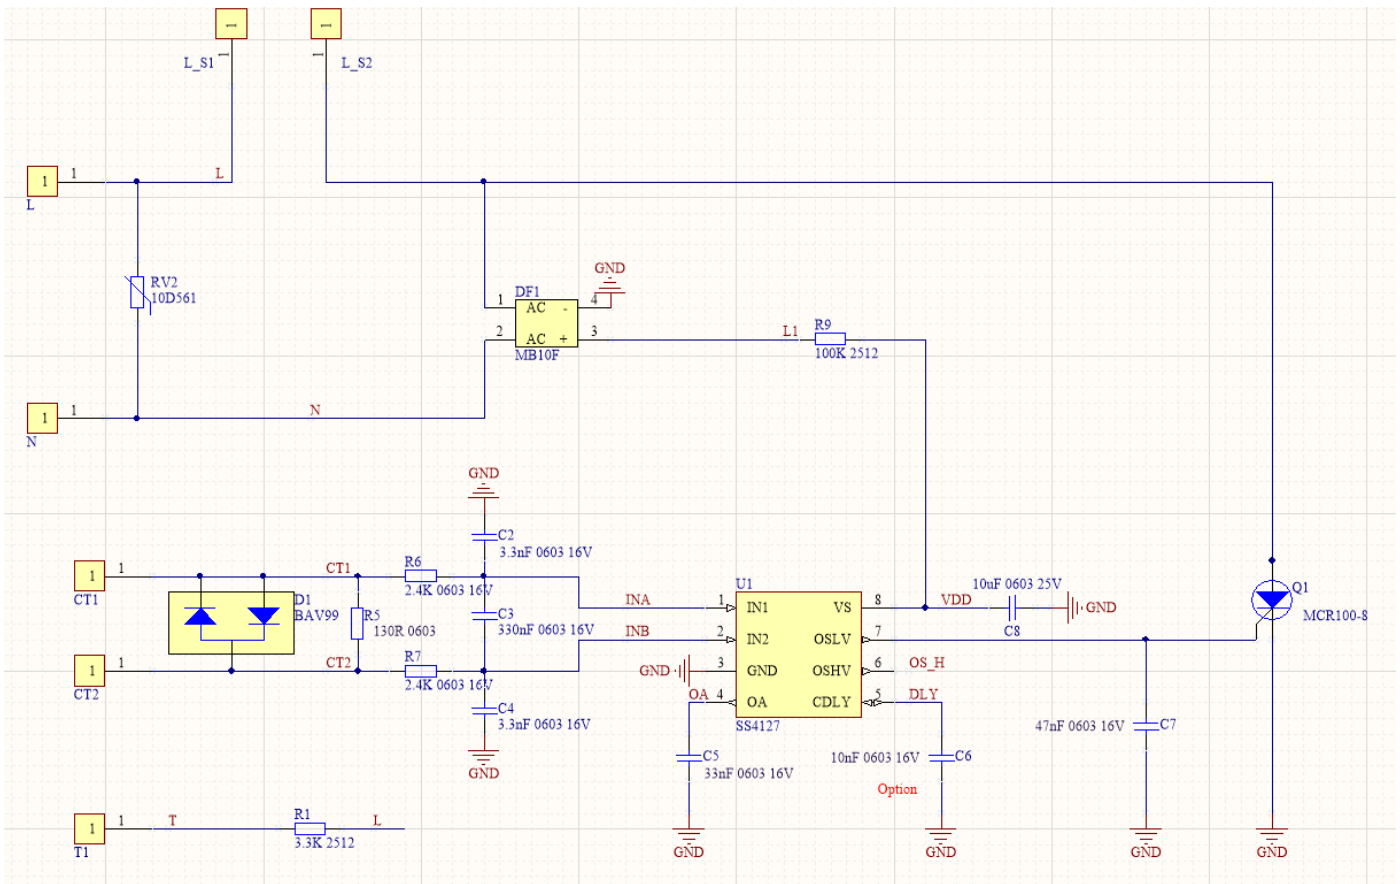 1
1
1
1
L_S1
L_S2
1
1
L
L
RV2
10D561
GND
DF1
1
AC
-
4
2
AC
+
3
MB10F
L1
R9
100K 2512
1
1
N
N
GND
C2
3.3nF 0603 16V
1
1
CT1
CT1
R6
2.4K 0603 16V
D1
BAV99
R5
130R 0603
C3
330nF 0603 16V
INA
INB
1
1
CT2
CT2
R7
2.4K 0603 16V
C4
3.3nF 0603 16V
GND
U1
1
IN1
VS
8
2
IN2
OSLV
7
GND
3
GND
OSHV
6
OS_H
OA
4
OA
CDLY
5
DLY
SS4127
VDD
10uF 0603 25V
C8
GND
Q1
MCR100-8
C5
33nF 0603 16V
10nF 0603 16V
C6
Option
47nF 0603 16V
C7
GND
GND
GND
GND
1
1
T1
T
R1
3.3K 2512
L